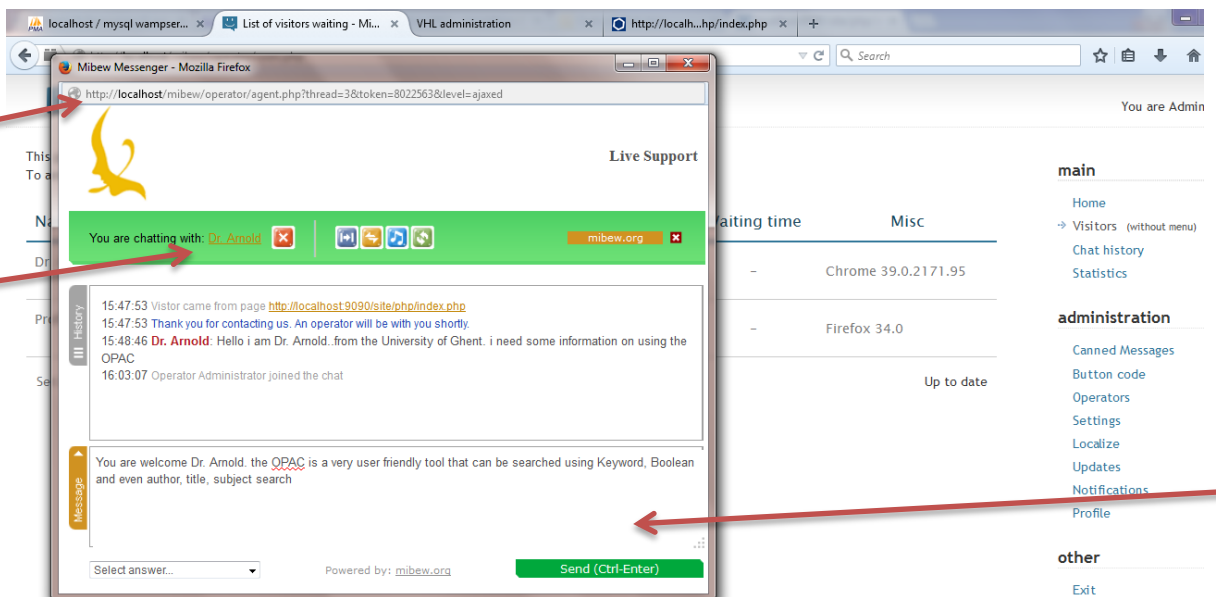 localhost / mysql wampser...
List of visitors waiting - Mi...
VHL administration
http://localh...hp/index.php
Search
Mibew Messenger - Mozilla Firefox
http://localhost/mibew/operator/agent.php?thread=3&token=8022563&level=ajaxed
You are Admin
Live Support
This
To a
Na
Waiting time
Misc
You are chatting with: Dr. Arnold
mibew.org
Dr
–
Chrome 39.0.2171.95
Pro
–
Firefox 34.0
Se
Up to date
History
15:47:53 Vistor came from page http://localhost:9090/site/php/index.php
15:47:53 Thank you for contacting us. An operator will be with you shortly.
15:48:46 Dr. Arnold: Hello i am Dr. Arnold..from the University of Ghent. i need some information on using the
OPAC
16:03:07 Operator Administrator joined the chat
Message
You are welcome Dr. Arnold. the OPAC is a very user friendly tool that can be searched using Keyword, Boolean
and even author, title, subject search
Select answer...
Powered by: mibew.org
Send (Ctrl-Enter)
main
Home
Visitors (without menu)
Chat history
Statistics
administration
Canned Messages
Button code
Operators
Settings
Localize
Updates
Notifications
Profile
other
Exit